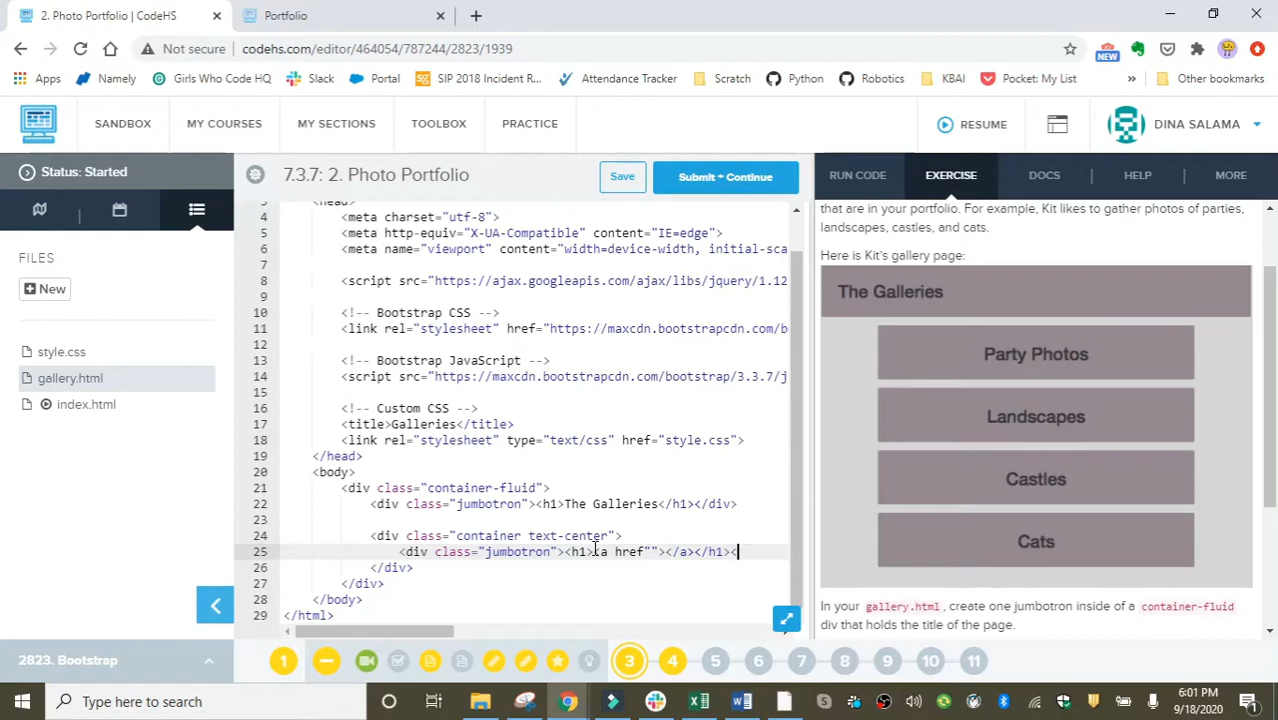 2. Photo Portfolio | CodeHS
Portfolio
Not secure | codehs.com/editor/464054/787244/2823/1939
NEW
Apps Namely Girls Who Code HQ Slack Portal SIP 2018 Incident R... Attendance Tracker Scratch Python Robotics KBAI Pocket: My List » Other bookmarks
SANDBOX MY COURSES MY SECTIONS TOOLBOX PRACTICE RESUME DINA SALAMA
Status: Started
7.3.7: 2. Photo Portfolio Save Submit + Continue
RUN CODE EXERCISE DOCS HELP MORE
FILES
New
style.css
gallery.html
index.html
2823. Bootstrap
<head>
4 <meta charset="utf-8">
5 <meta http-equiv="X-UA-Compatible" content="IE=edge">
6 <meta name="viewport" content="width=device-width, initial-sca
7
8 <script src="https://ajax.googleapis.com/ajax/libs/jquery/1.12
9
10 <!-- Bootstrap CSS -->
11 <link rel="stylesheet" href="https://maxcdn.bootstrapcdn.com/b
12
13 <!-- Bootstrap JavaScript -->
14 <script src="https://maxcdn.bootstrapcdn.com/bootstrap/3.3.7/j
15
16 <!-- Custom CSS -->
17 <title>Galleries</title>
18 <link rel="stylesheet" type="text/css" href="style.css">
19 </head>
20 <body>
21 <div class="container-fluid">
22 <div class="jumbotron"><h1>The Galleries</h1></div>
23
24 <div class="container text-center">
25 <div class="jumbotron"><h1><a href""></a></h1><
26 </div>
27 </div>
28 </body>
29 </html>
that are in your portfolio. For example, Kit likes to gather photos of parties,
landscapes, castles, and cats.
Here is Kit's gallery page:
The Galleries
Party Photos
Landscapes
Castles
Cats
In your gallery.html, create one jumbotron inside of a container-fluid
div that holds the title of the page.
1 3 4 5 6 7 8 9 10 11
Type here to search
6:01 PM
9/18/2020
1